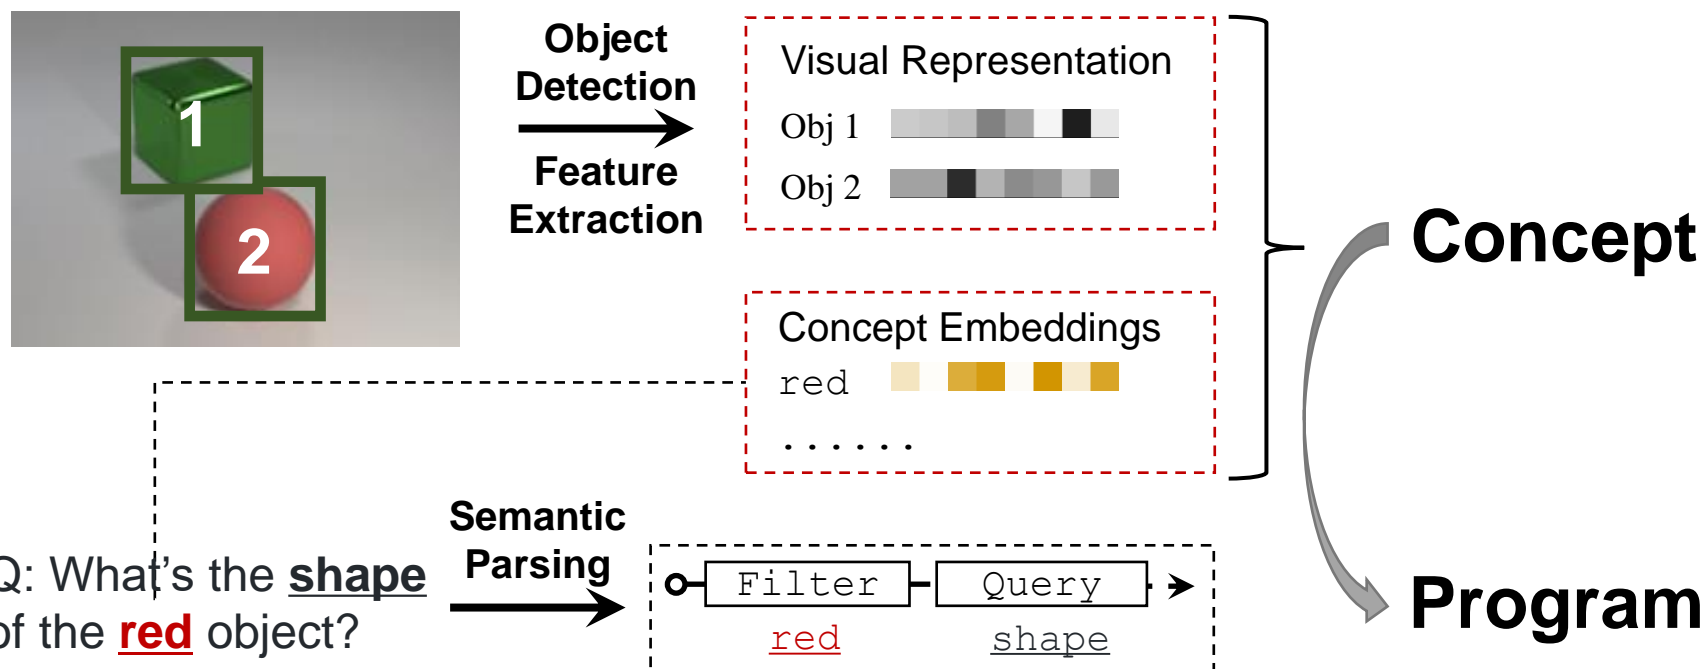 1
2
Object
Detection
Feature
Extraction
Visual Representation
Obj 1
Obj 2
Concept Embeddings
red
......
Concept
Q: What's the shape
of the red object?
Semantic
Parsing
Filter
Query
red
shape
Program